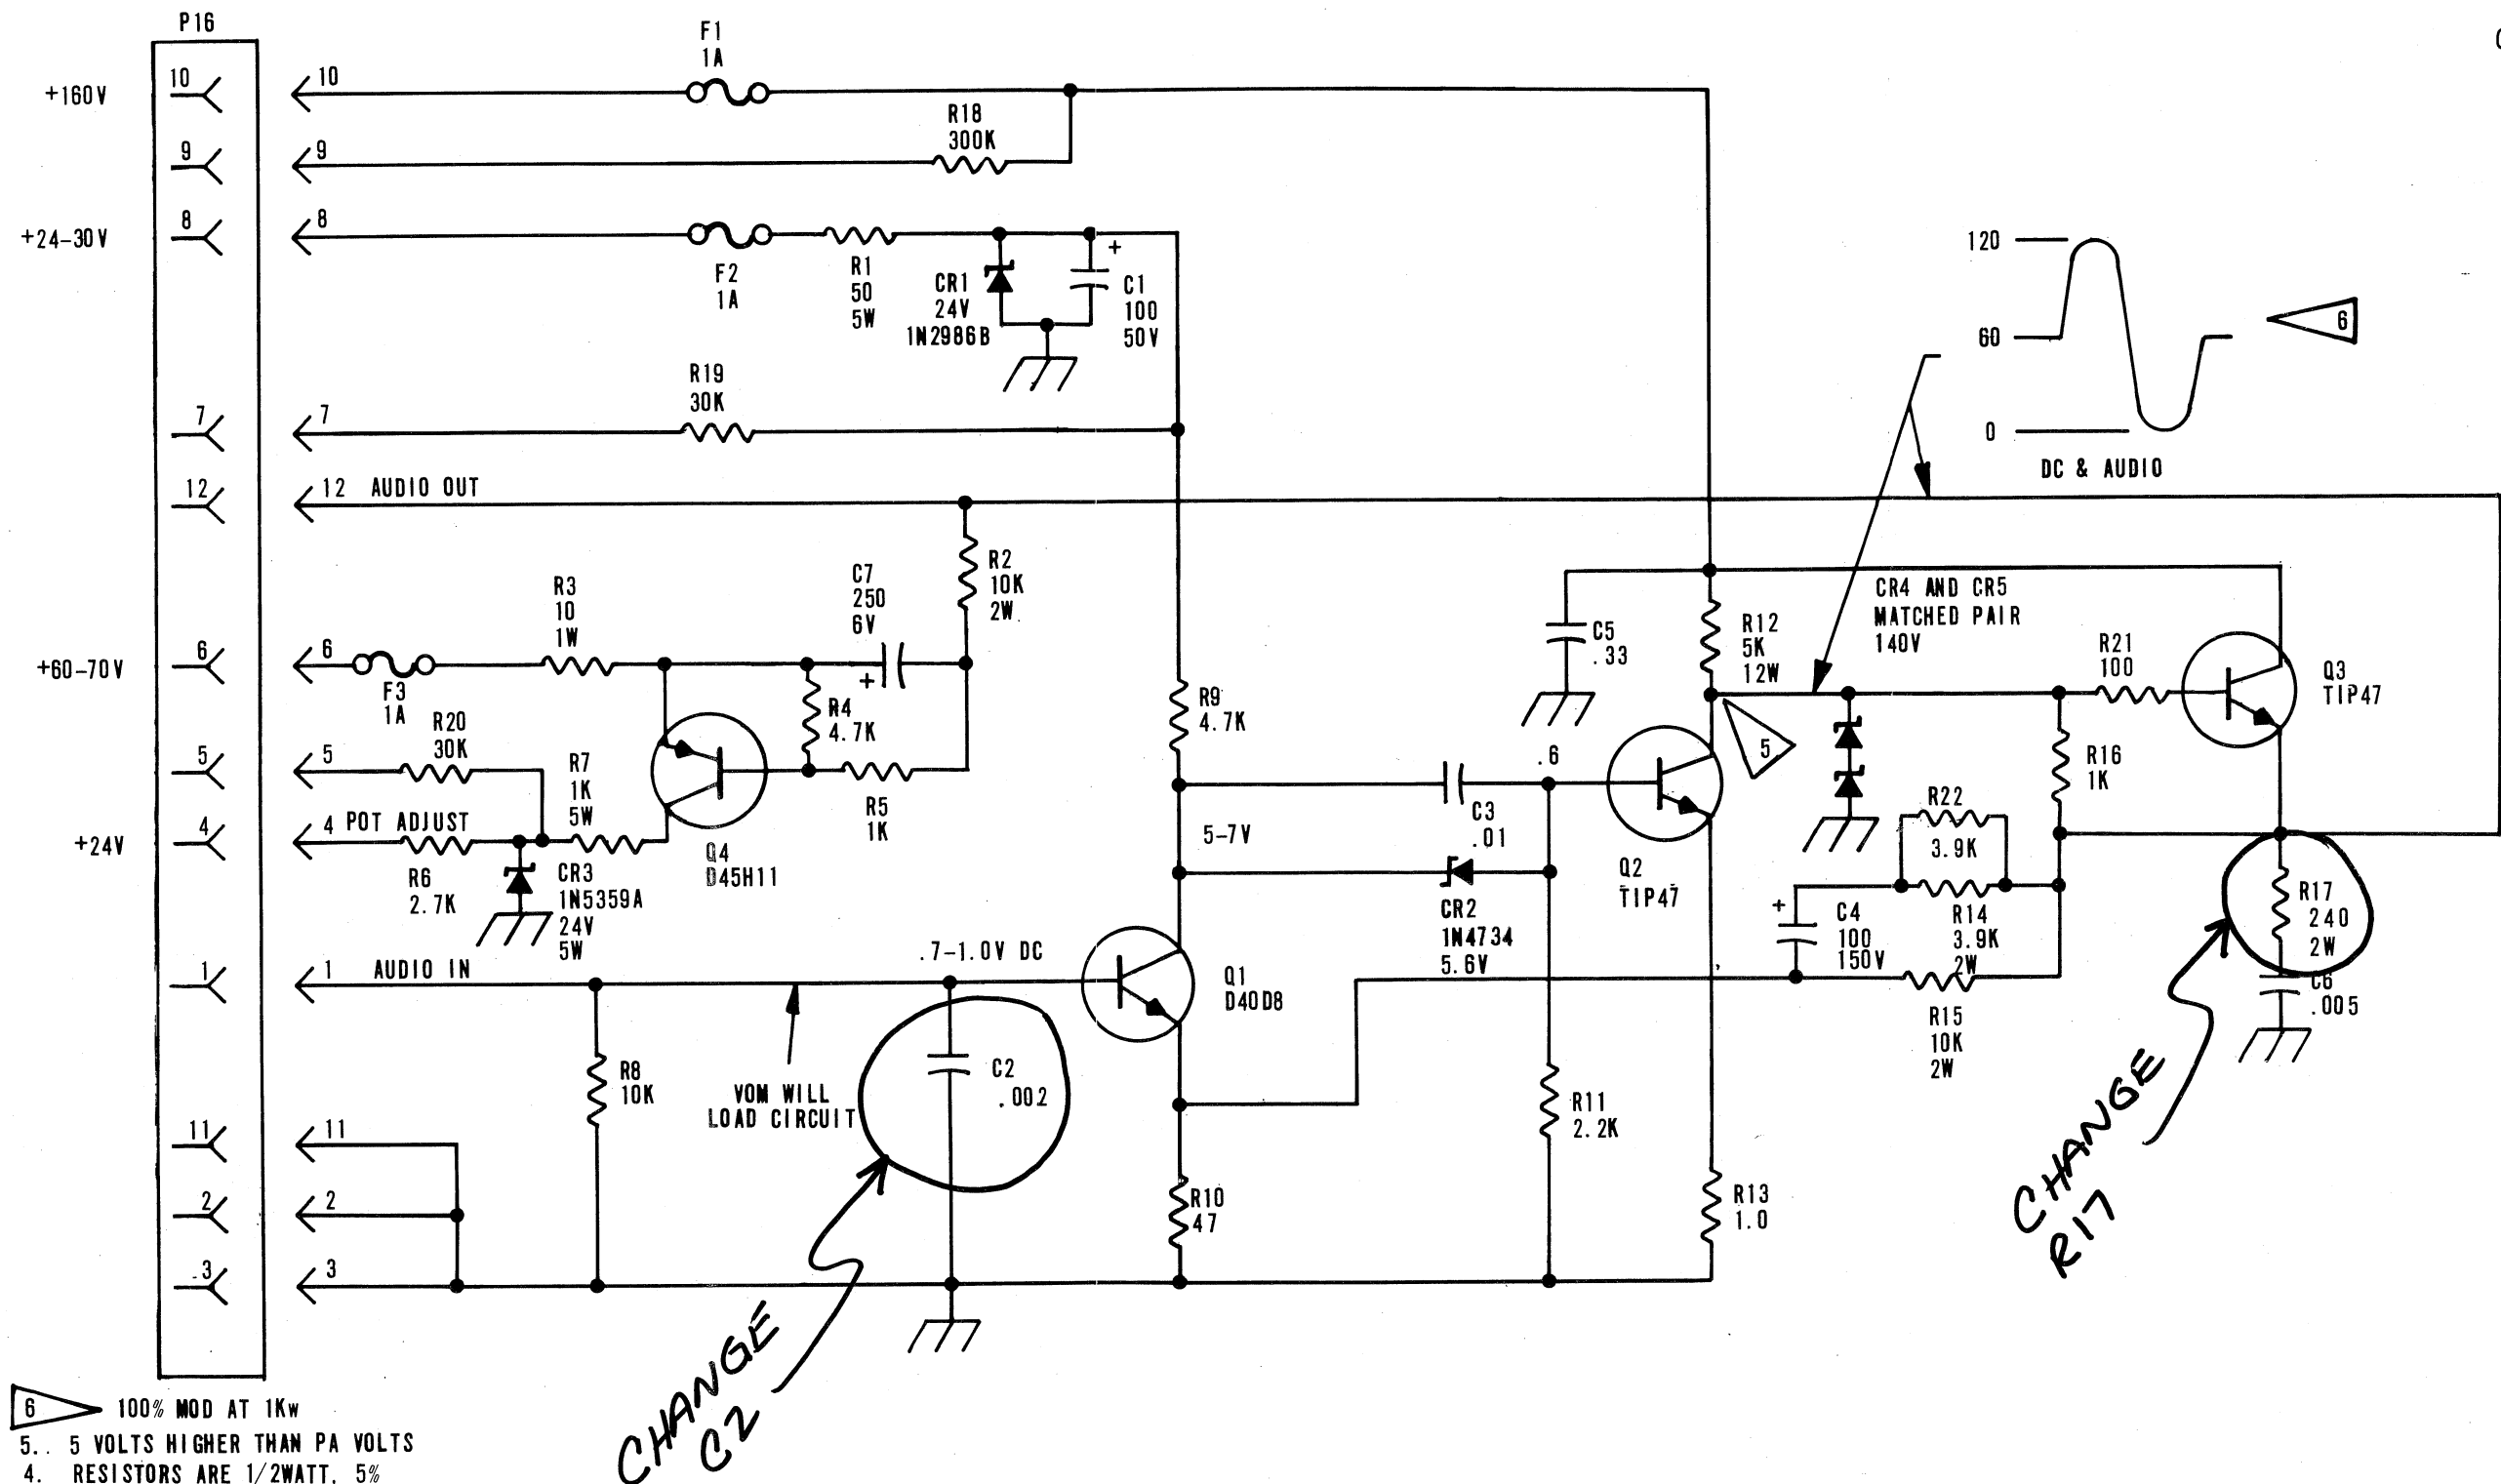 P16
+160V
10
10
F1
1A
9
9
R18
300K
+24-30V
8
8
F2
1A
R1
50
5W
CR1
24V
1N2986B
+
C1
100
50V
7
7
R19
30K
12
12 AUDIO OUT
120
60
0
DC & AUDIO
6
R2
10K
2W
C7
250
6V
+
R3
10
1W
+60-70V
6
6
F3
1A
R4
4.7K
R20
30K
5
5
R7
1K
5W
R5
1K
Q4
D45H11
+24V
4
4 POT ADJUST
R6
2.7K
CR3
1N5359A
24V
5W
R9
4.7K
C5
.33
R12
5K
12W
CR4 AND CR5
MATCHED PAIR
140V
R21
100
Q3
TIP47
5
.6
C3
.01
5-7V
R16
1K
R22
3.9K
Q2
TIP47
CR2
1N4734
5.6V
+
C4
100
150V
R14
3.9K
2W
R17
240
2W
C6
.005
R15
10K
2W
1
1
AUDIO IN
.7-1.0V DC
Q1
D40D8
R8
10K
VOM WILL
LOAD CIRCUIT
C2
.002
R11
2.2K
11
11
2
2
3
3
R10
47
R13
1.0
CHANGE
C2
CHANGE
R17
6 100% MOD AT 1Kw
5.. 5 VOLTS HIGHER THAN PA VOLTS
4. RESISTORS ARE 1/2WATT, 5%